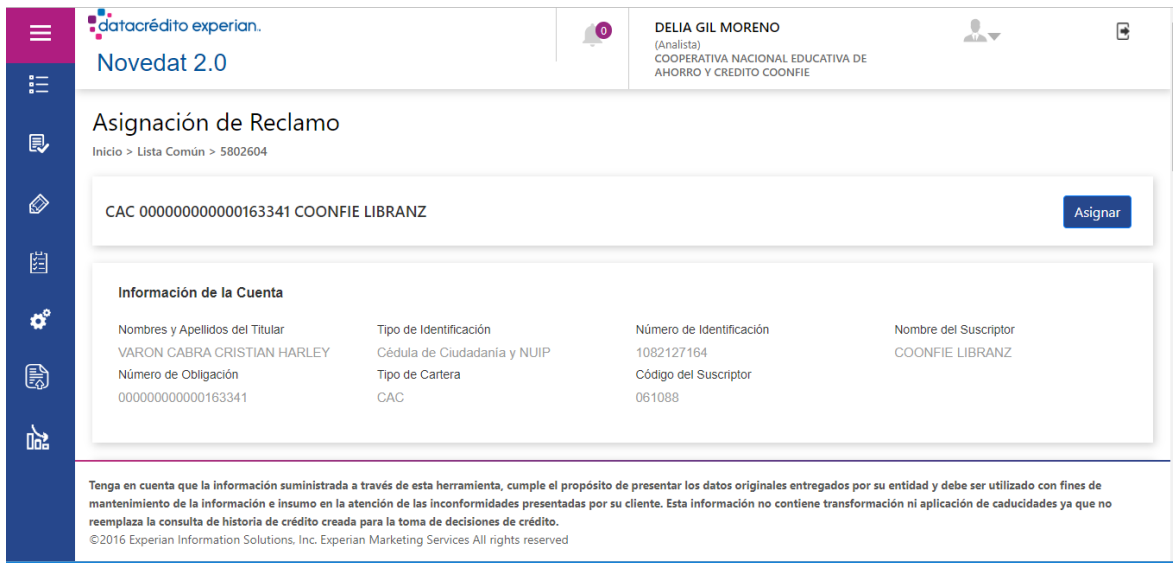 datacrédito experian.
Novedat 2.0
0
DELIA GIL MORENO
(Analista)
COOPERATIVA NACIONAL EDUCATIVA DE
AHORRO Y CREDITO COONFIE
Asignación de Reclamo
Inicio > Lista Común > 5802604
CAC 000000000000163341 COONFIE LIBRANZ
Asignar
Información de la Cuenta
Nombres y Apellidos del Titular
Tipo de Identificación
Número de Identificación
Nombre del Suscriptor
VARON CABRA CRISTIAN HARLEY
Cédula de Ciudadanía y NUIP
1082127164
COONFIE LIBRANZ
Número de Obligación
Tipo de Cartera
Código del Suscriptor
000000000000163341
CAC
061088
Tenga en cuenta que la información suministrada a través de esta herramienta, cumple el propósito de presentar los datos originales entregados por su entidad y debe ser utilizado con fines de
mantenimiento de la información e insumo en la atención de las inconformidades presentadas por su cliente. Esta información no contiene transformación ni aplicación de caducidades ya que no
reemplaza la consulta de historia de crédito creada para la toma de decisiones de crédito.
©2016 Experian Information Solutions, Inc. Experian Marketing Services All rights reserved